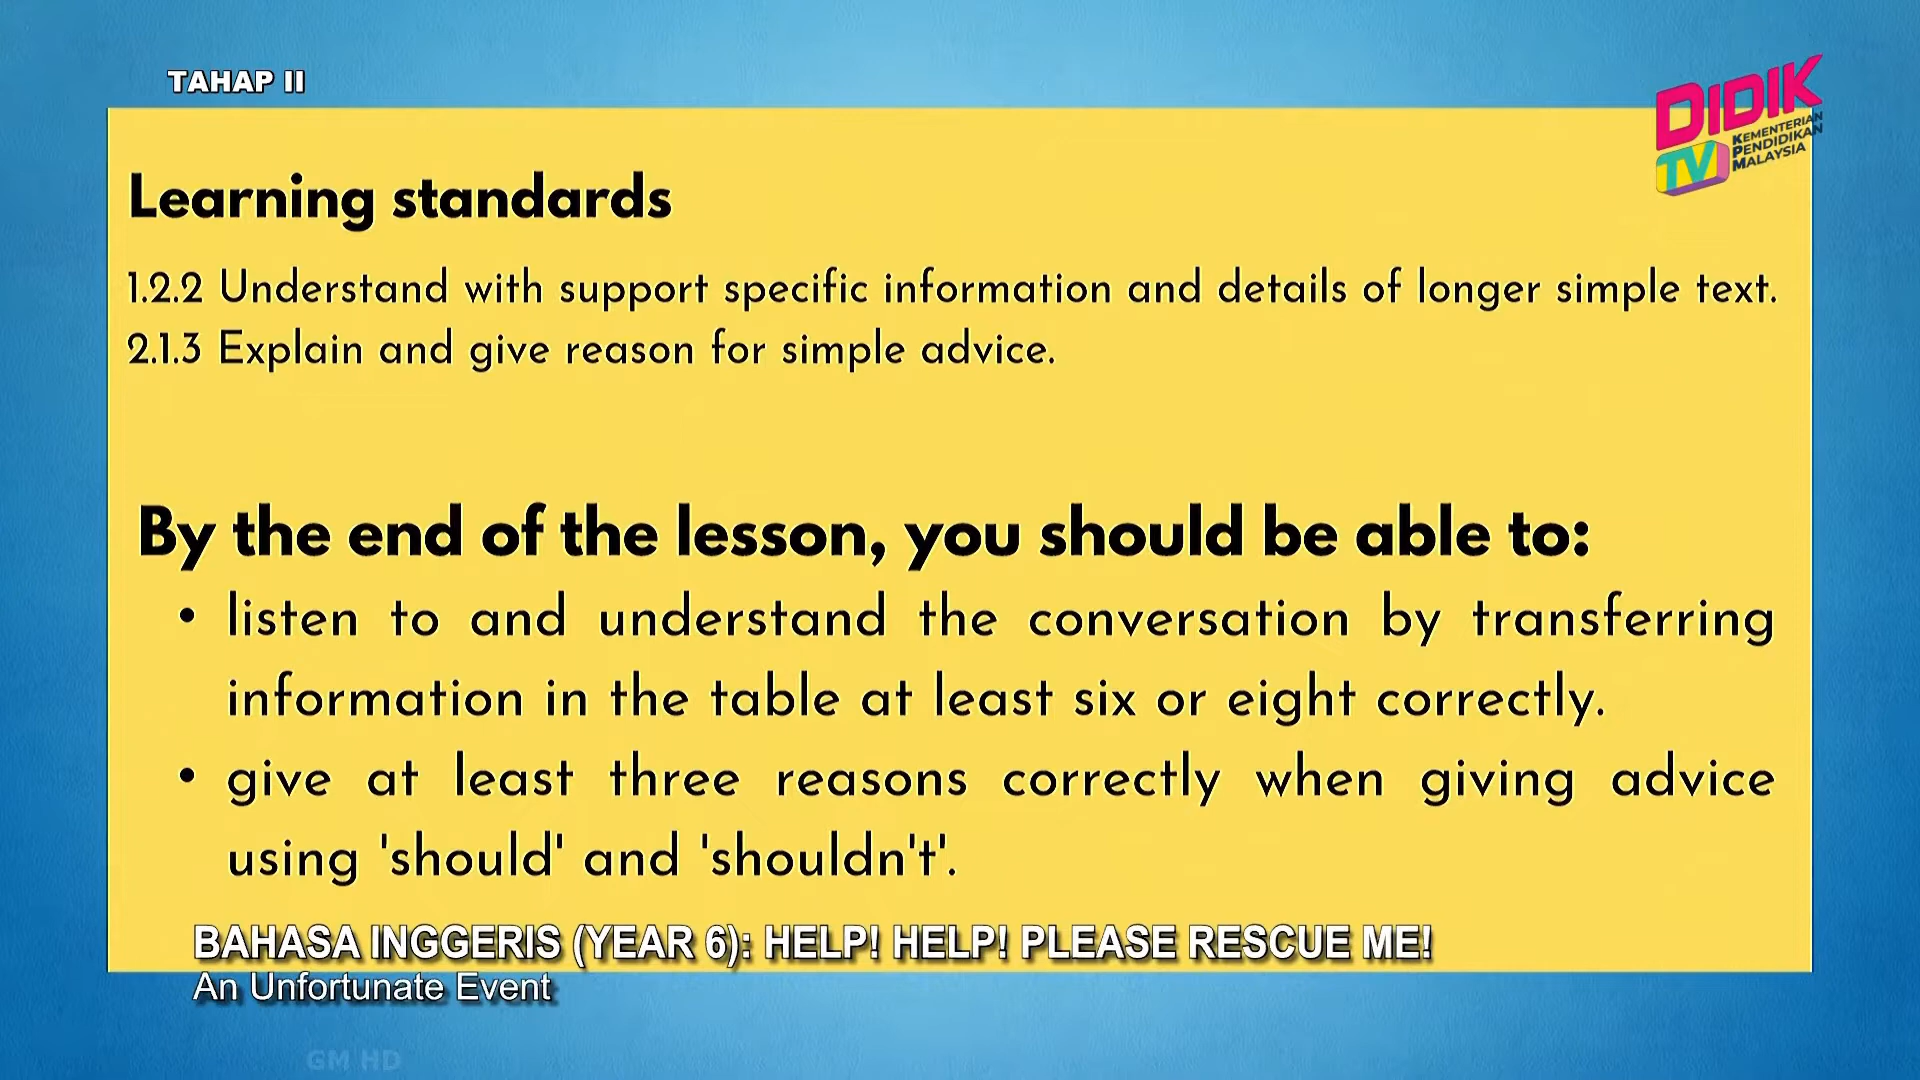 TAHAP II
DIDIK
TV
KEMENTERIAN
PENDIDIKAN
MALAYSIA
Learning standards
1.2.2 Understand with support specific information and details of longer simple text.
2.1.3 Explain and give reason for simple advice.
By the end of the lesson, you should be able to:
• listen to and understand the conversation by transferring
information in the table at least six or eight correctly.
• give at least three reasons correctly when giving advice
using 'should' and 'shouldn't'.
BAHASA INGGERIS (YEAR 6): HELP! HELP! PLEASE RESCUE ME!
An Unfortunate Event
GM HD